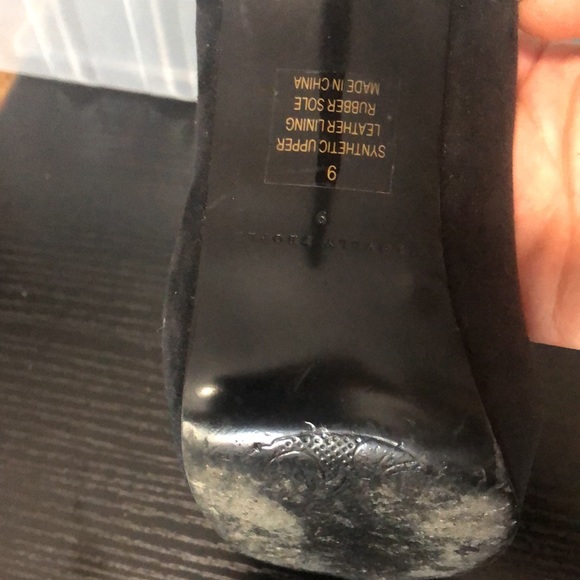 9
SYNTHETIC UPPER
LEATHER LINING
RUBBER SOLE
MADE IN CHINA